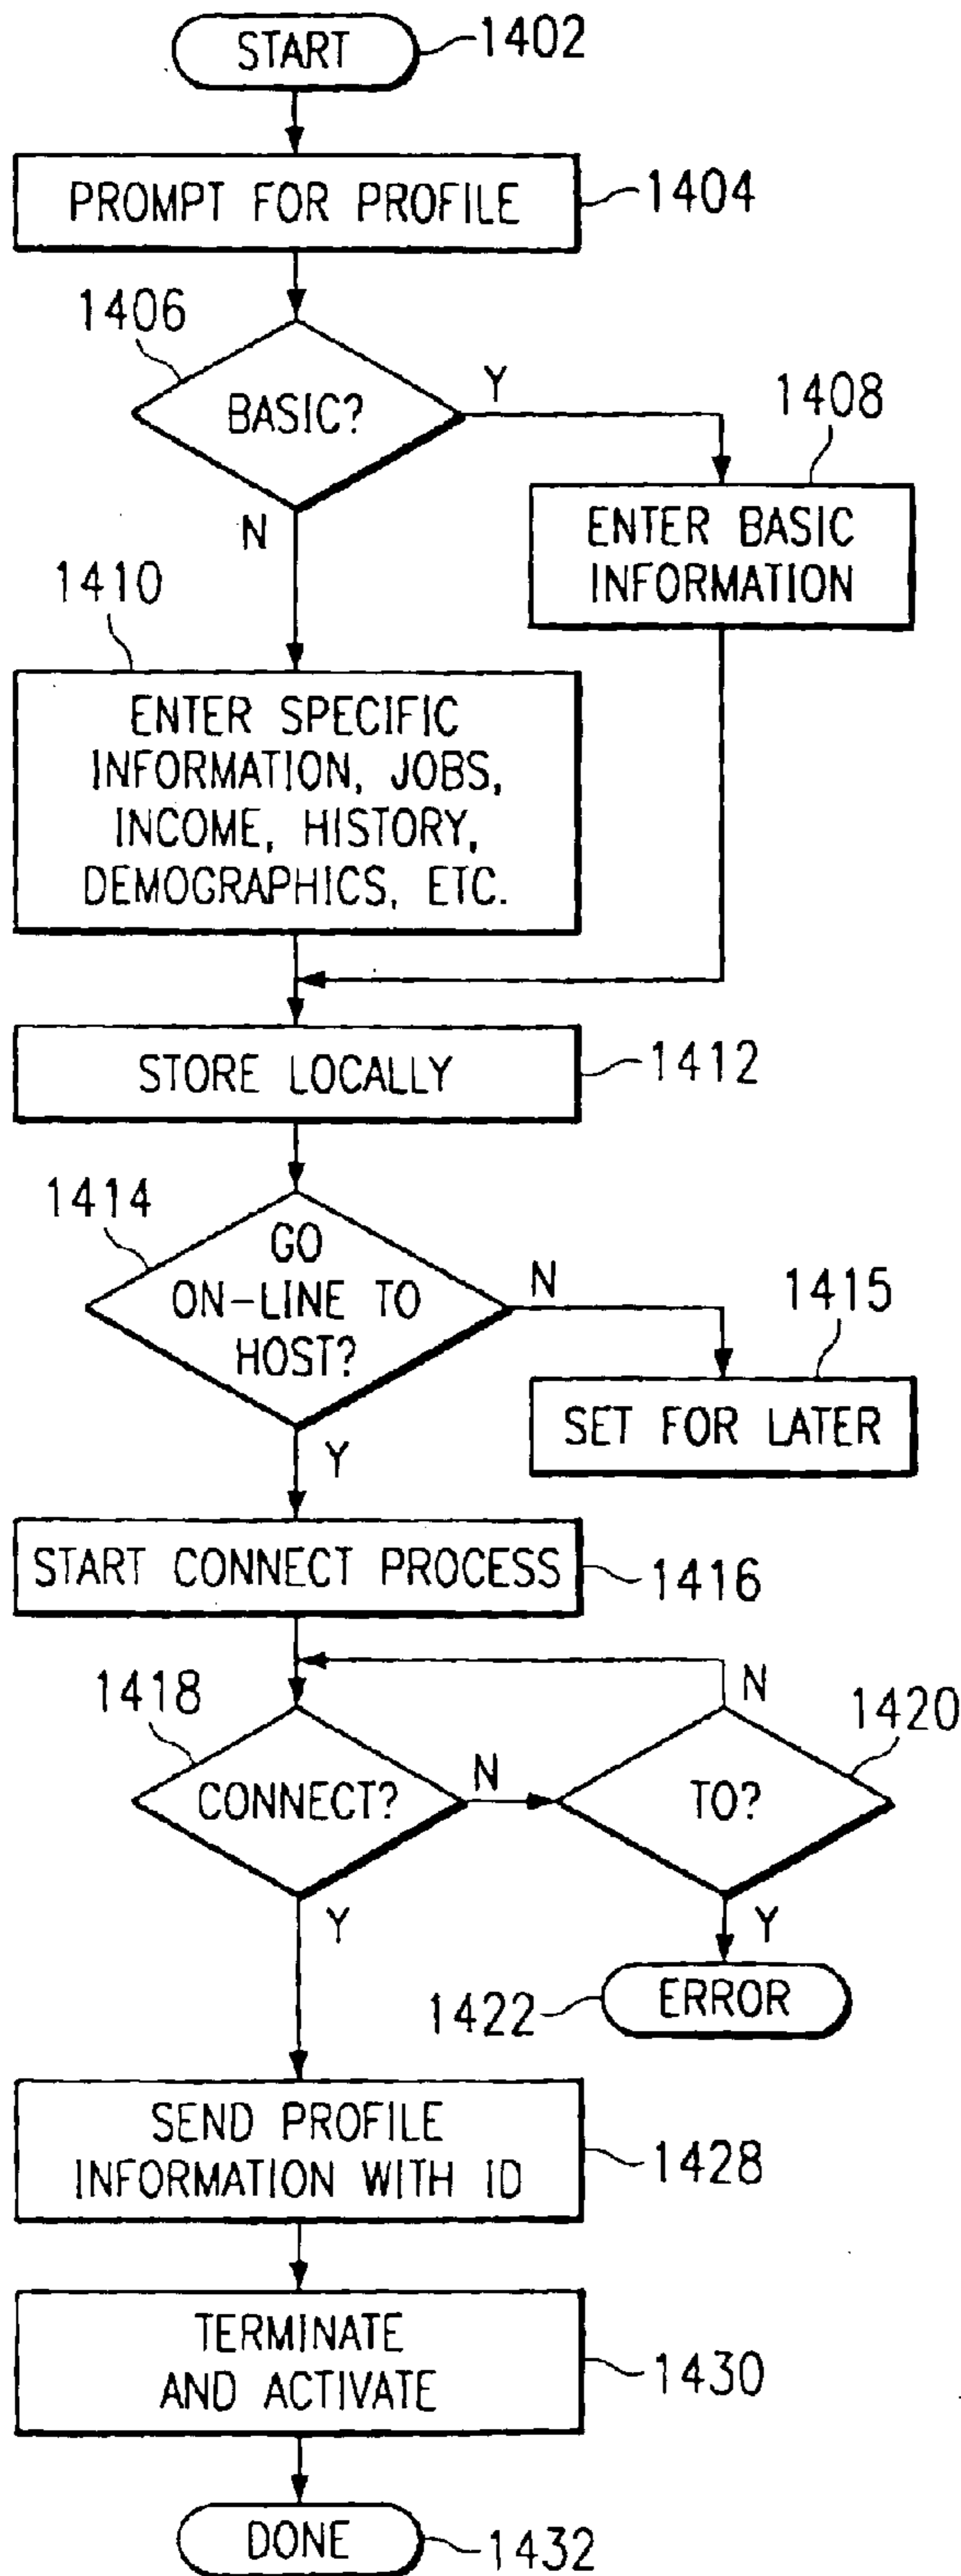 START
1402
PROMPT FOR PROFILE
1404
1406
BASIC?
Y
N
1408
ENTER BASIC
INFORMATION
1410
ENTER SPECIFIC
INFORMATION, JOBS,
INCOME, HISTORY,
DEMOGRAPHICS, ETC.
STORE LOCALLY
1412
1414
GO
ON-LINE TO
HOST?
N
Y
1415
SET FOR LATER
START CONNECT PROCESS
1416
1418
CONNECT?
N
Y
TO?
1420
N
Y
1422
ERROR
SEND PROFILE
INFORMATION WITH ID
1428
TERMINATE
AND ACTIVATE
1430
DONE
1432